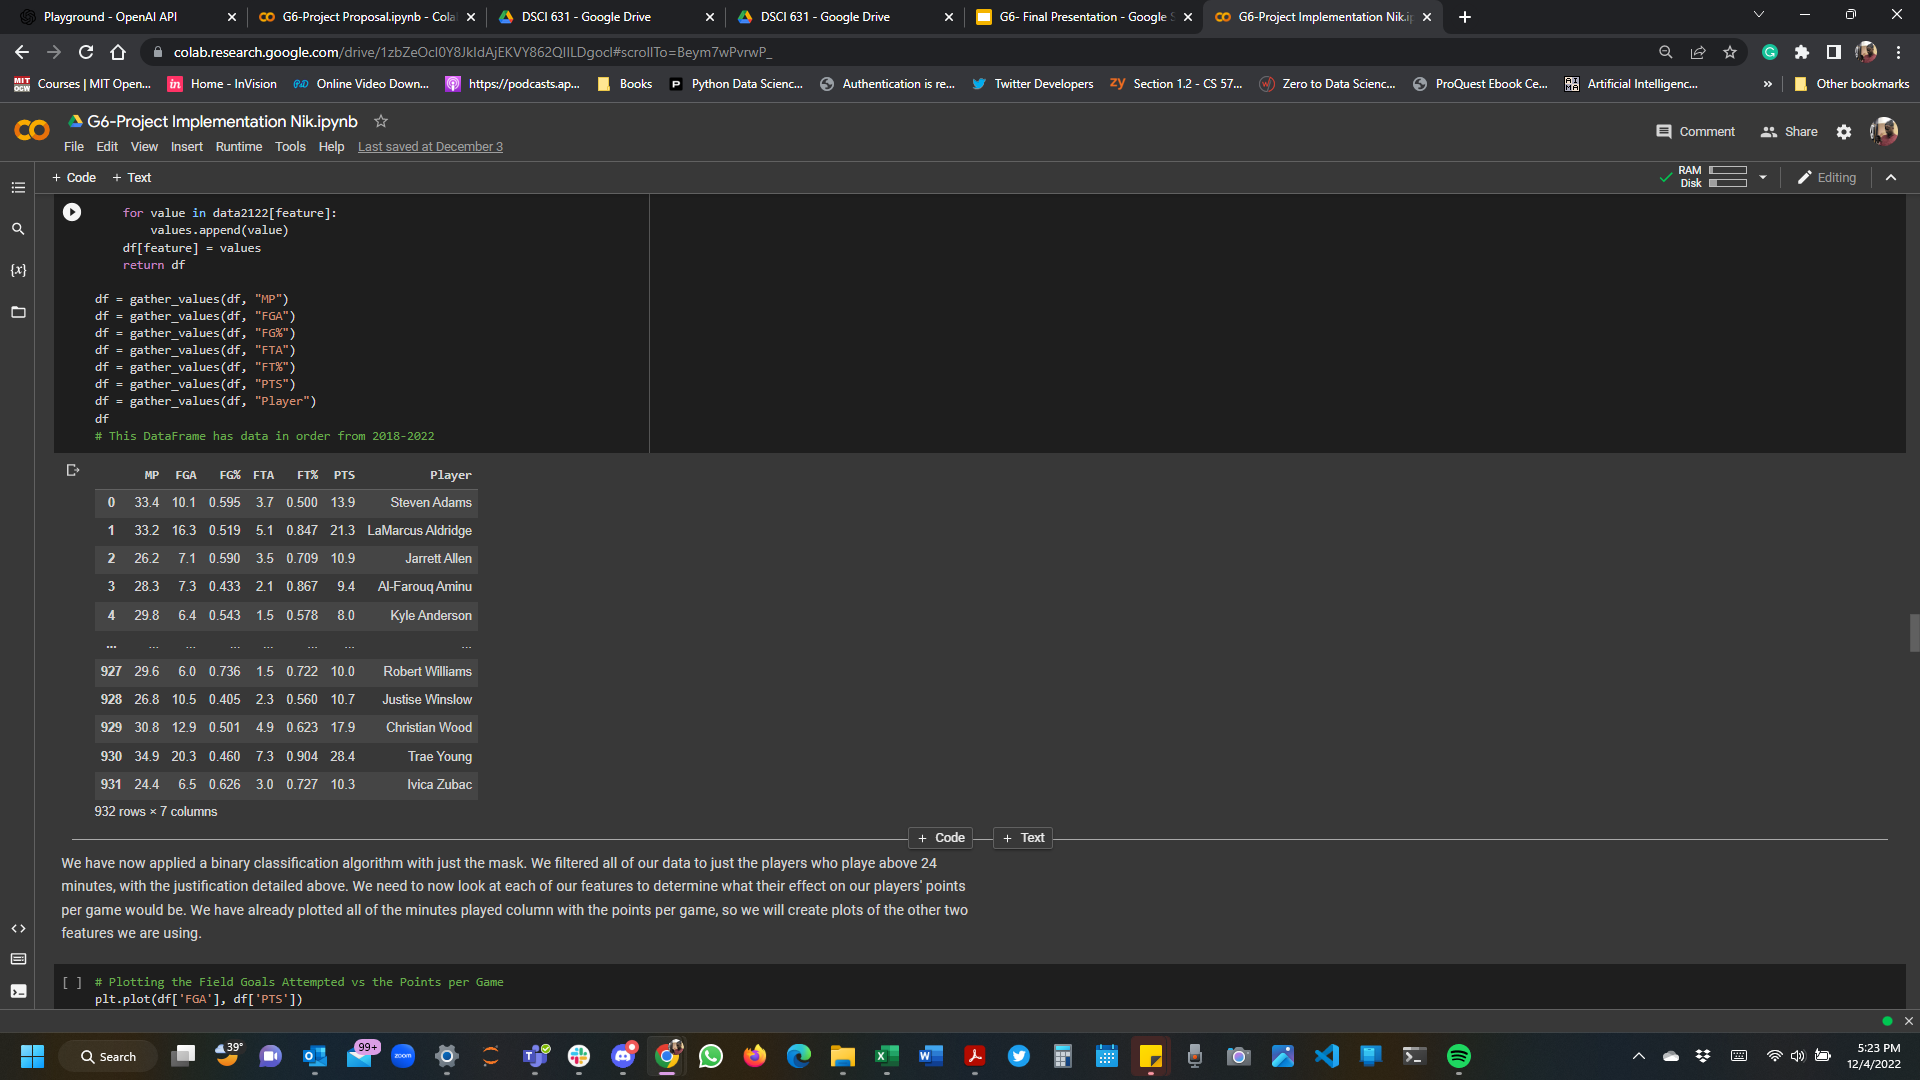 Playground - OpenAI API
G6-Project Proposal.ipynb - Cola
DSCI 631 - Google Drive
DSCI 631 - Google Drive
G6- Final Presentation - Google S
G6-Project Implementation Nik.ip
colab.research.google.com/drive/1zbZeOcI0Y8JkIdAjEKVY862QIILDgocI#scrollTo=Beym7wPvrwP_
MIT OCW Courses | MIT Open...
in Home - InVision
Online Video Down...
https://podcasts.ap...
Books
P Python Data Scienc...
Authentication is re...
Twitter Developers
ZY Section 1.2 - CS 57...
Zero to Data Scienc...
ProQuest Ebook Ce...
Artificial Intelligenc...
»
Other bookmarks
G6-Project Implementation Nik.ipynb
Comment
Share
File Edit View Insert Runtime Tools Help Last saved at December 3
+ Code + Text
RAM
Disk
Editing
{x}
for value in data2122[feature]:
values.append(value)
df[feature] = values
return df
df = gather_values(df, "MP")
df = gather_values(df, "FGA")
df = gather_values(df, "FG%")
df = gather_values(df, "FTA")
df = gather_values(df, "FT%")
df = gather_values(df, "PTS")
df = gather_values(df, "Player")
df
# This DataFrame has data in order from 2018-2022
MP FGA FG% FTA FT% PTS Player
0 33.4 10.1 0.595 3.7 0.500 13.9 Steven Adams
1 33.2 16.3 0.519 5.1 0.847 21.3 LaMarcus Aldridge
2 26.2 7.1 0.590 3.5 0.709 10.9 Jarrett Allen
3 28.3 7.3 0.433 2.1 0.867 9.4 Al-Farouq Aminu
4 29.8 6.4 0.543 1.5 0.578 8.0 Kyle Anderson
... ... ... ... ... ... ... ...
927 29.6 6.0 0.736 1.5 0.722 10.0 Robert Williams
928 26.8 10.5 0.405 2.3 0.560 10.7 Justise Winslow
929 30.8 12.9 0.501 4.9 0.623 17.9 Christian Wood
930 34.9 20.3 0.460 7.3 0.904 28.4 Trae Young
931 24.4 6.5 0.626 3.0 0.727 10.3 Ivica Zubac
932 rows × 7 columns
+ Code + Text
We have now applied a binary classification algorithm with just the mask. We filtered all of our data to just the players who playe above 24
minutes, with the justification detailed above. We need to now look at each of our features to determine what their effect on our players' points
per game would be. We have already plotted all of the minutes played column with the points per game, so we will create plots of the other two
features we are using.
[ ] # Plotting the Field Goals Attempted vs the Points per Game
plt.plot(df['FGA'], df['PTS'])
Search
39°
99+
zoom
5:23 PM
12/4/2022